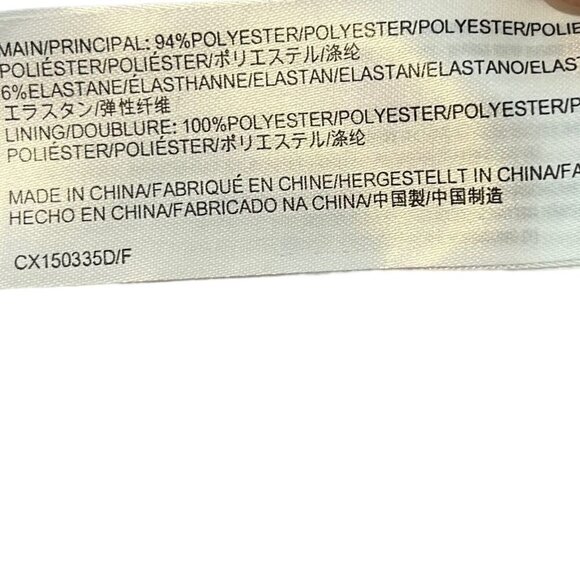 MAIN/PRINCIPAL: 94%POLYESTER/POLYESTER/POLYESTER/POLIE
POLIÉSTER/POLIÉSTER/ポリエステル/涤纶
6%ELASTANE/ÉLASTHANNE/ELASTAN/ELASTAN/ELASTANO/ELAST
エラスタン/弹性纤维
LINING/DOUBLURE: 100%POLYESTER/POLYESTER/POLYESTER/P
POLIÉSTER/POLIÉSTER/ポリエステル/涤纶
MADE IN CHINA/FABRIQUÉ EN CHINE/HERGESTELLT IN CHINA/FA
HECHO EN CHINA/FABRICADO NA CHINA/中国製/中国制造
CX150335D/F